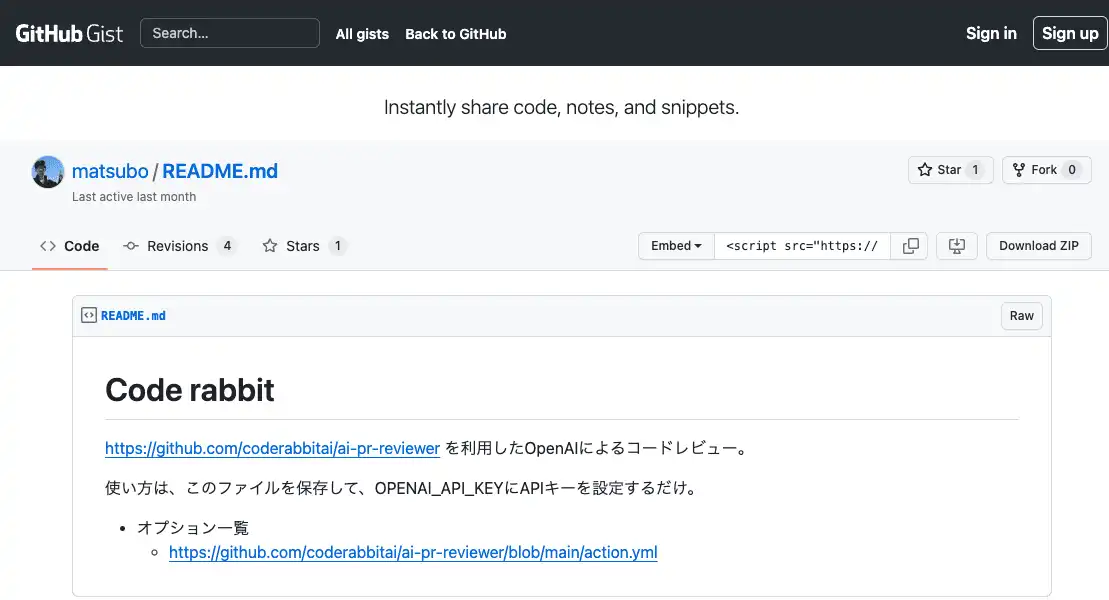 GitHub Gist Search... All gists Back to GitHub Sign in Sign up
Instantly share code, notes, and snippets.
matsubo / README.md Star 1 Fork 0
Last active last month
Code Revisions 4 Stars 1 Embed <script src="https:// Download ZIP
README.md Raw
Code rabbit
https://github.com/coderabbitai/ai-pr-reviewer を利用したOpenAIによるコードレビュー。
使い方は、このファイルを保存して、OPENAI_API_KEYにAPIキーを設定するだけ。
オプション一覧
https://github.com/coderabbitai/ai-pr-reviewer/blob/main/action.yml